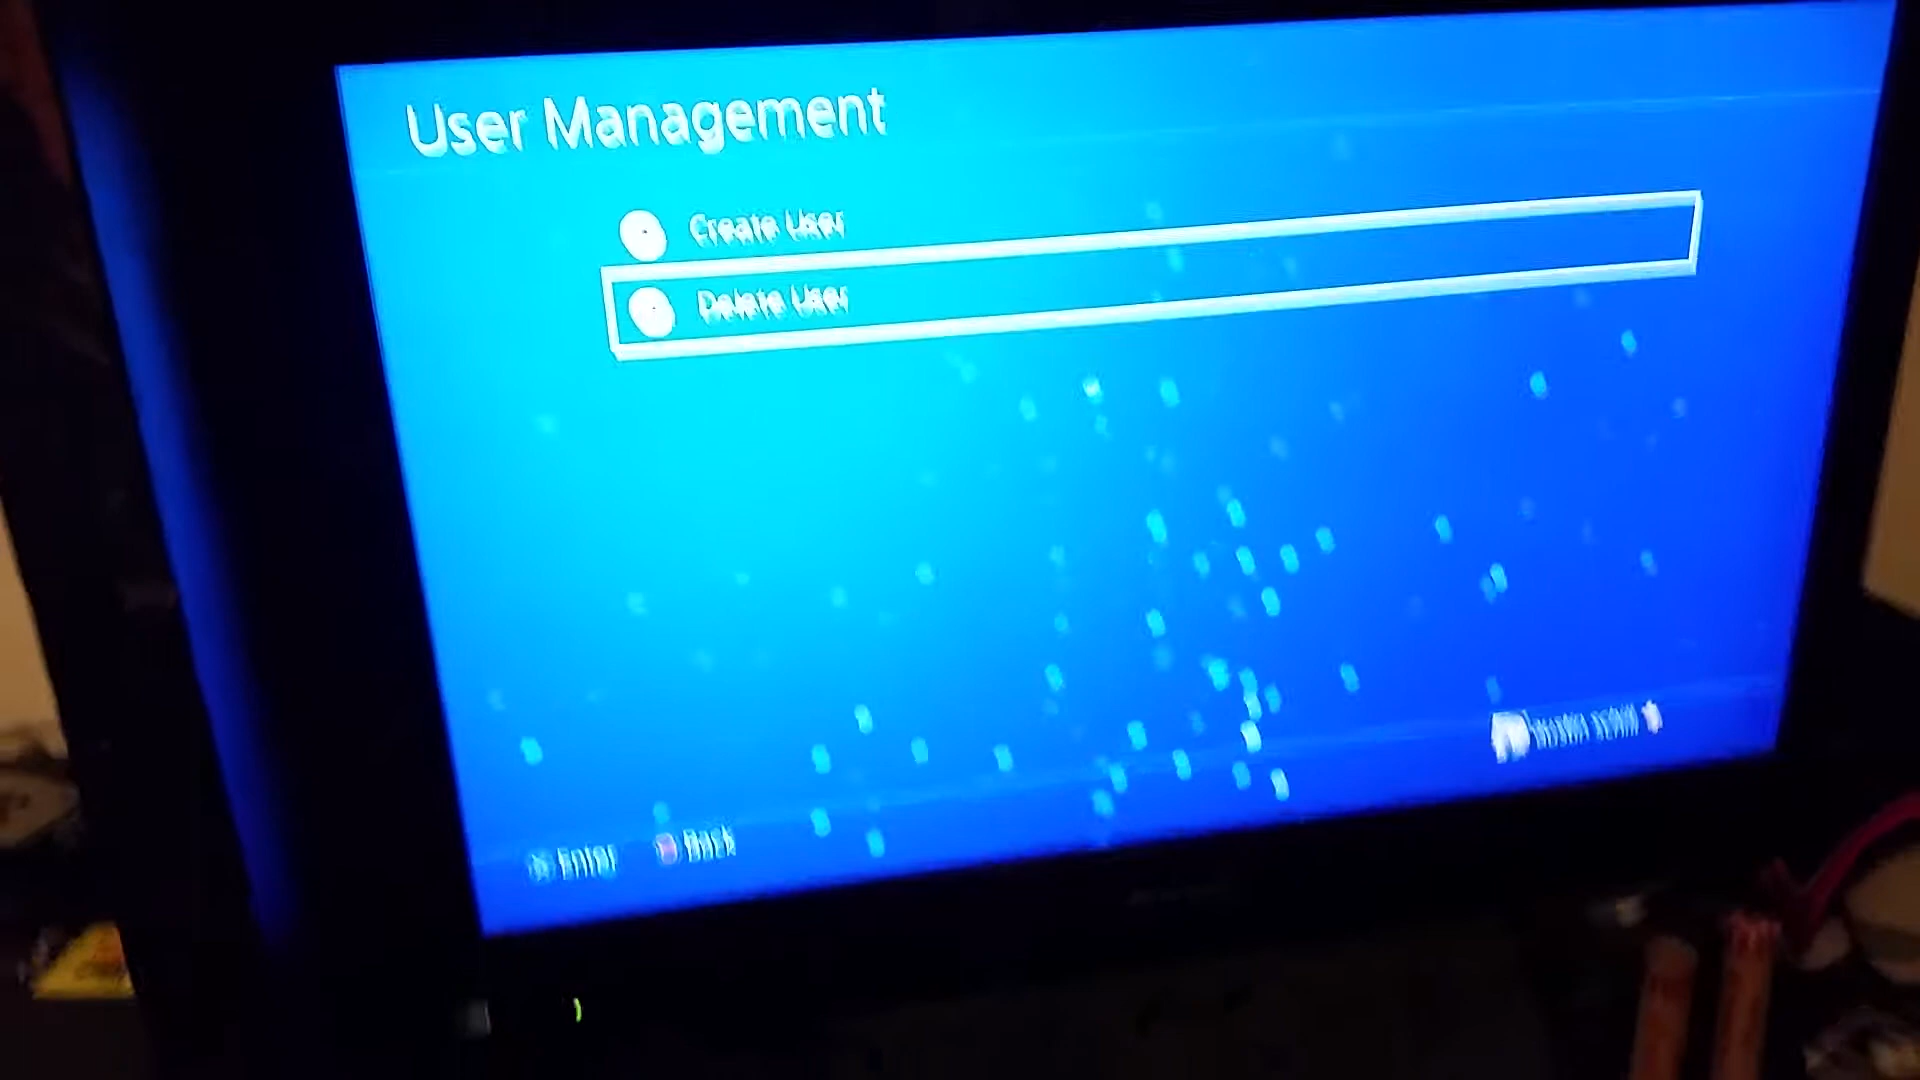 User Management
Create User
Delete User
Enter Back